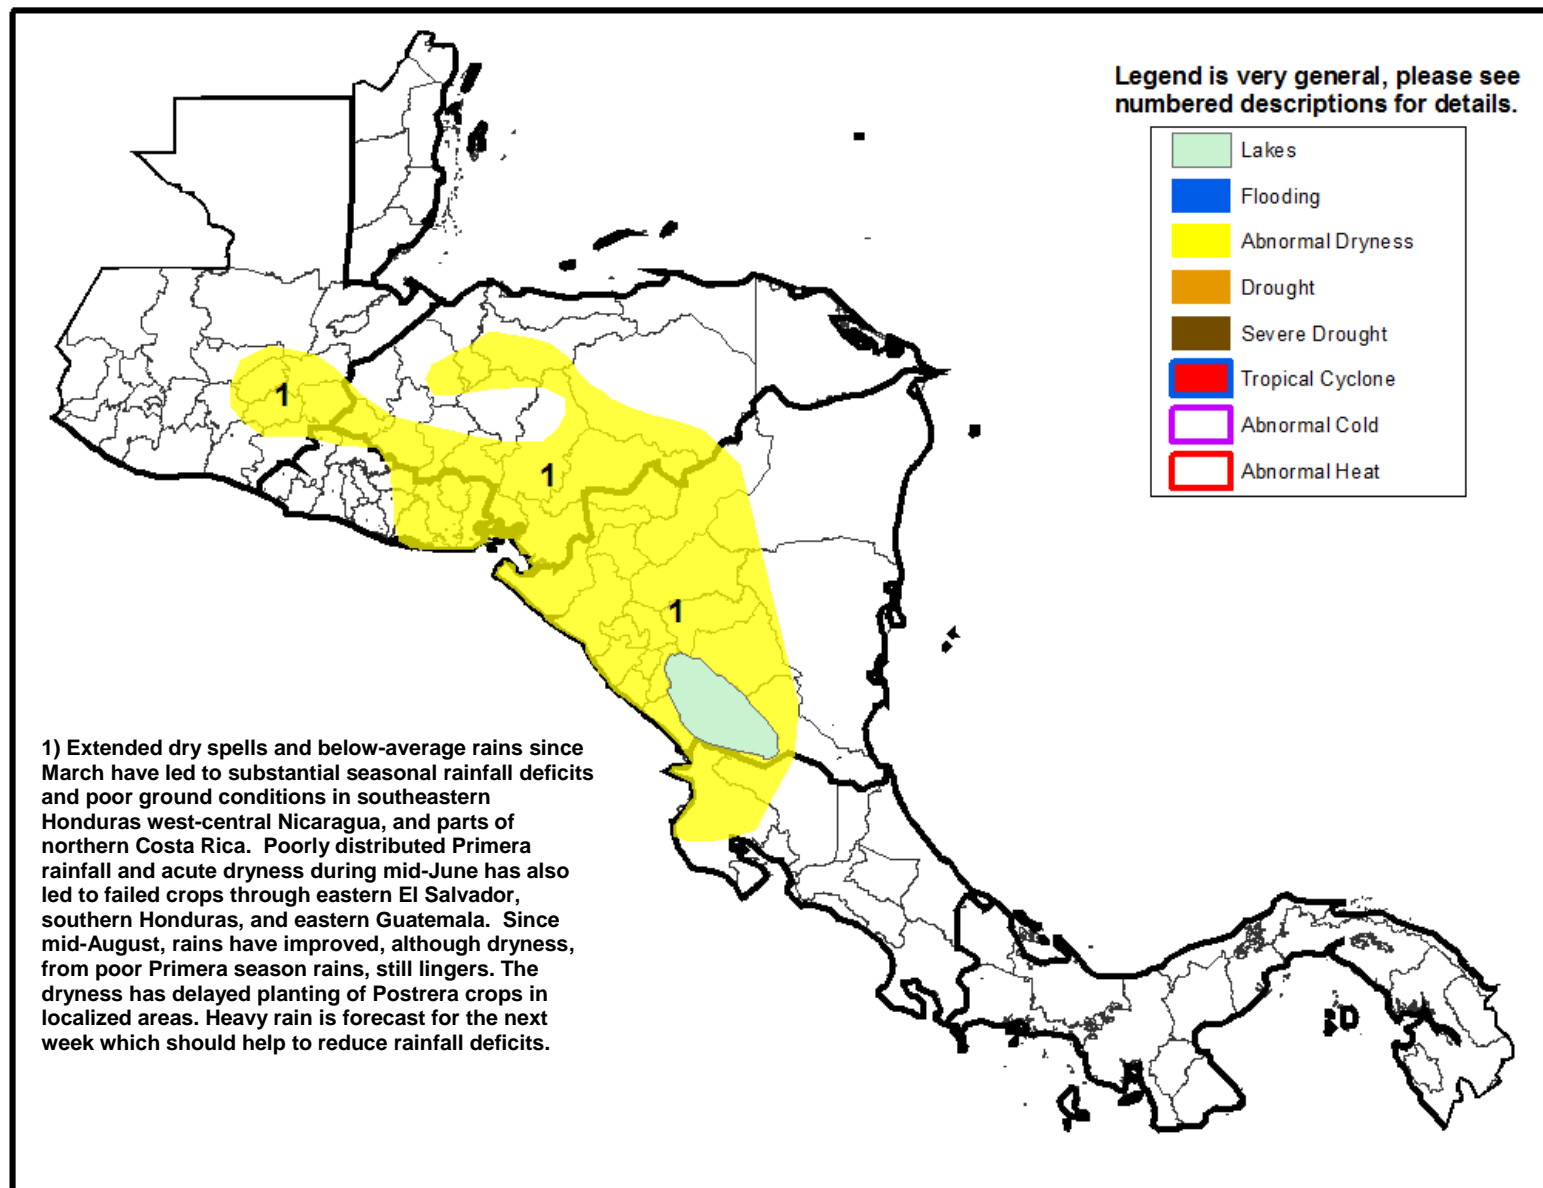 Legend is very general, please see
numbered descriptions for details.
Lakes
Flooding
Abnormal Dryness
Drought
Severe Drought
Tropical Cyclone
Abnormal Cold
Abnormal Heat
1
1
1
1) Extended dry spells and below-average rains since
March have led to substantial seasonal rainfall deficits
and poor ground conditions in southeastern
Honduras west-central Nicaragua, and parts of
northern Costa Rica.  Poorly distributed Primera
rainfall and acute dryness during mid-June has also
led to failed crops through eastern El Salvador,
southern Honduras, and eastern Guatemala.  Since
mid-August, rains have improved, although dryness,
from poor Primera season rains, still lingers. The
dryness has delayed planting of Postrera crops in
localized areas. Heavy rain is forecast for the next
week which should help to reduce rainfall deficits.